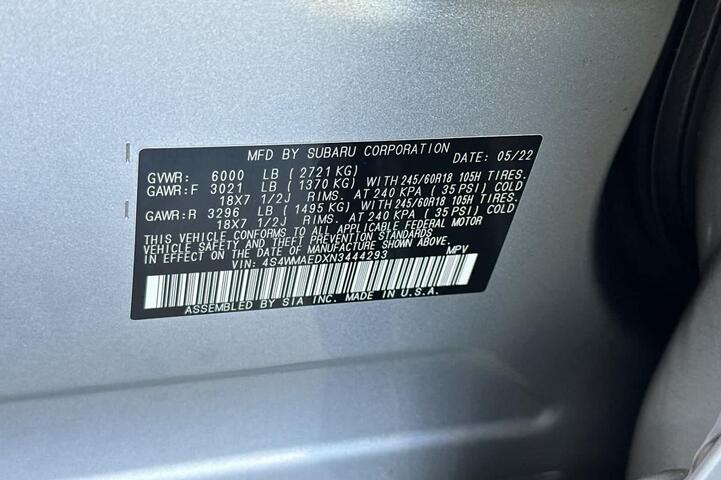 MFD BY SUBARU CORPORATION DATE: 05/22
GVWR: 6000 LB (2721 KG)
GAWR:F 3021 LB (1370 KG) WITH 245/60R18 105H TIRES.
18X7 1/2J RIMS. AT 240 KPA (35 PSI) COLD
GAWR:R 3296 LB (1495 KG) WITH 245/60R18 105H TIRES.
18X7 1/2J RIMS. AT 240 KPA (35 PSI) COLD
THIS VEHICLE CONFORMS TO ALL APPLICABLE FEDERAL MOTOR
VEHICLE SAFETY AND THEFT PREVENTION STANDARDS
IN EFFECT ON THE DATE OF MANUFACTURE SHOWN ABOVE.
VIN: 4S4WMAEDXN3444293 MPV
ASSEMBLED BY SIA INC. MADE IN U.S.A.